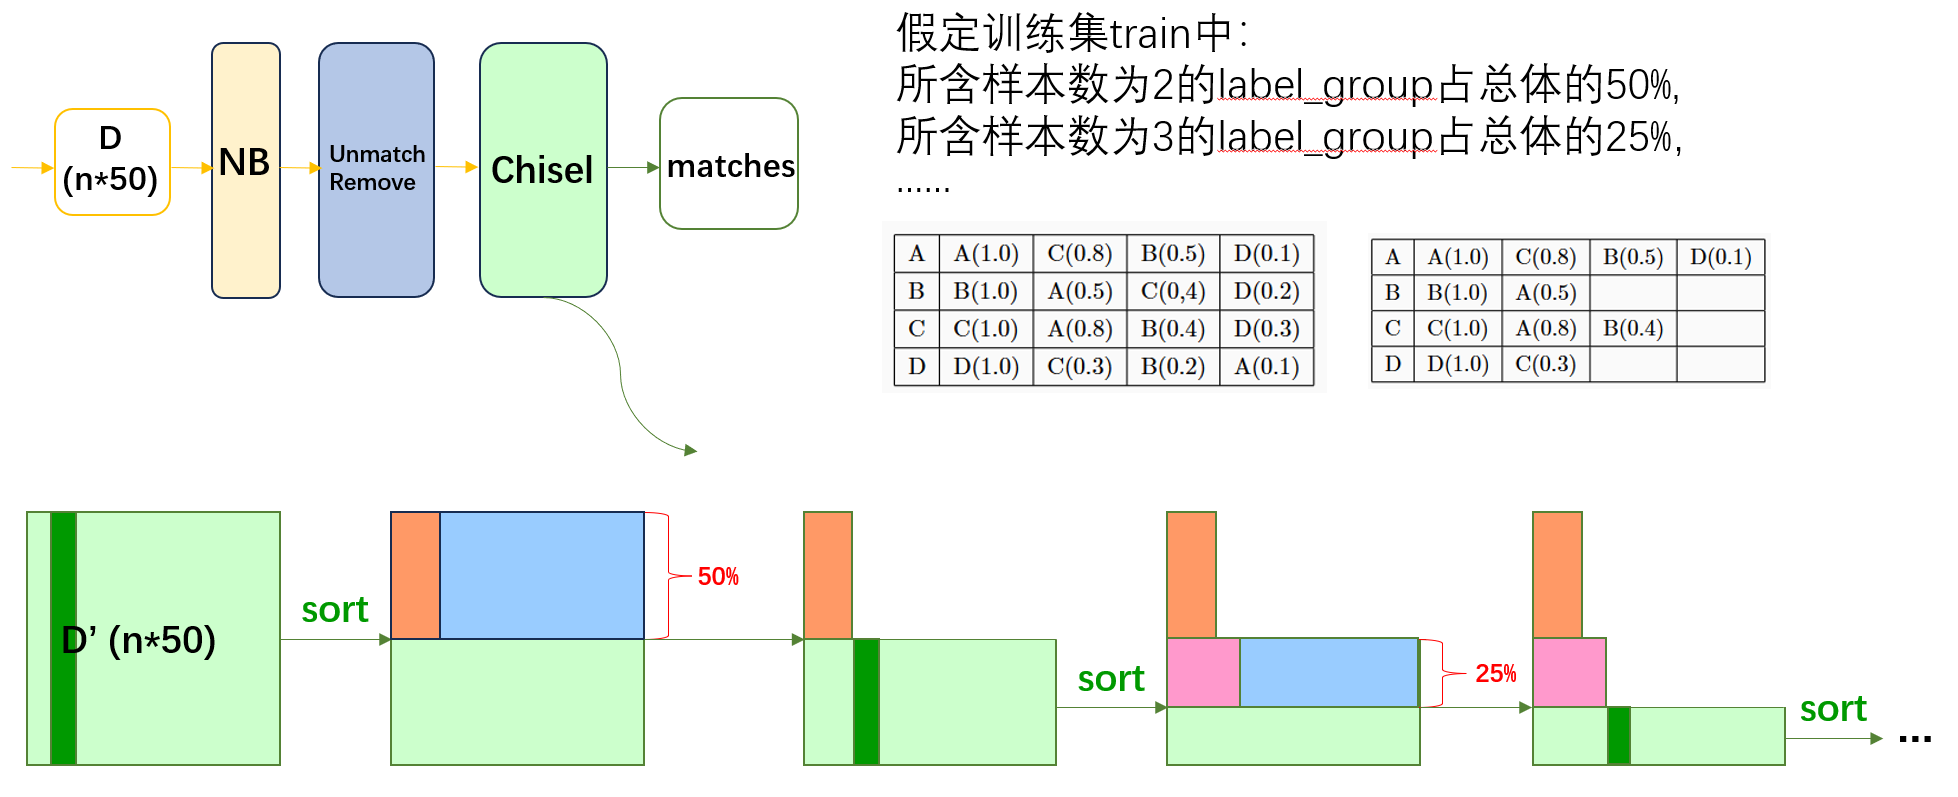 假定训练集train中：
所含样本数为2的label_group占总体的50%,
所含样本数为3的label_group占总体的25%,
......
D
(n*50)
NB
Unmatch
Remove
Chisel
matches
A A(1.0) C(0.8) B(0.5) D(0.1)
B B(1.0) A(0.5) C(0,4) D(0.2)
C C(1.0) A(0.8) B(0.4) D(0.3)
D D(1.0) C(0.3) B(0.2) A(0.1)
A A(1.0) C(0.8) B(0.5) D(0.1)
B B(1.0) A(0.5)
C C(1.0) A(0.8) B(0.4)
D D(1.0) C(0.3)
D’ (n*50)
sort
50%
sort
25%
sort
...